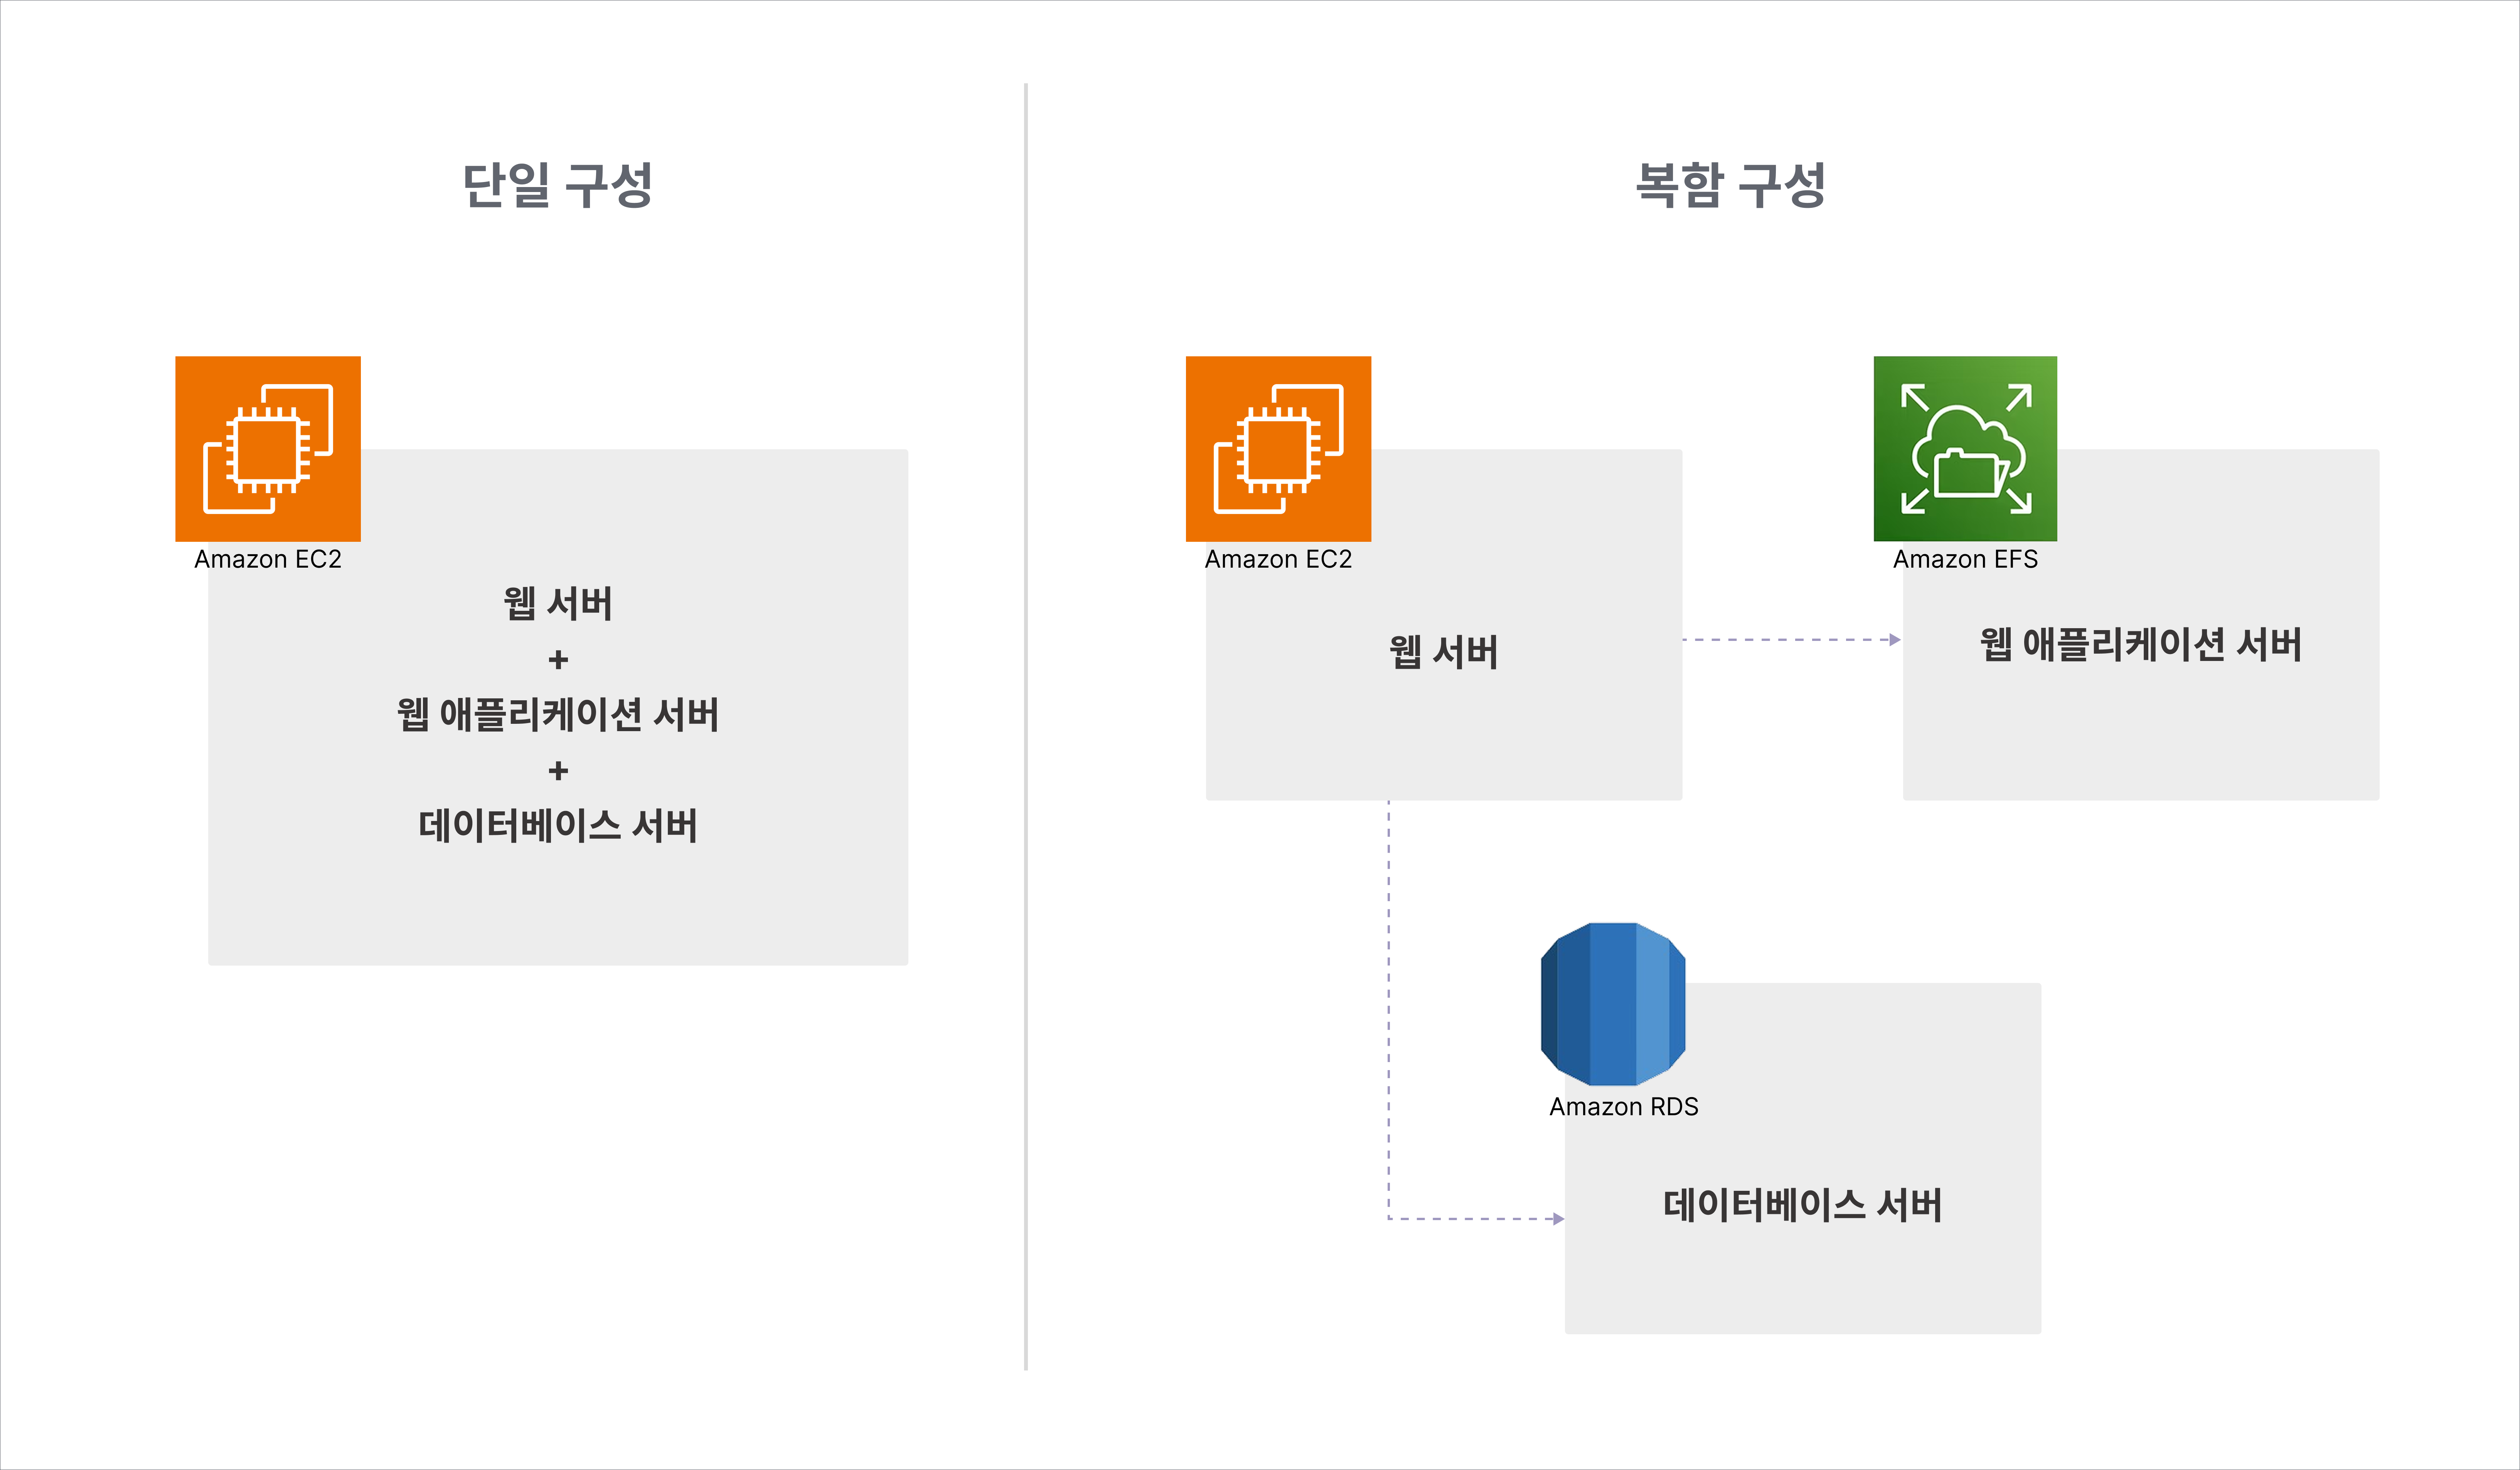 단일 구성
Amazon EC2
웹 서버
+
웹 애플리케이션 서버
+
데이터베이스 서버
복합 구성
Amazon EC2
웹 서버
Amazon EFS
웹 애플리케이션 서버
Amazon RDS
데이터베이스 서버